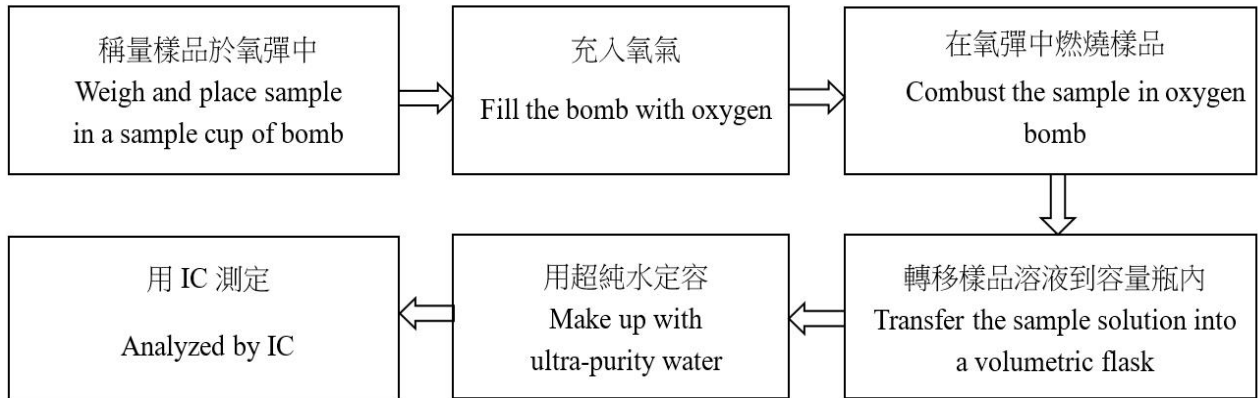 稱量樣品於氧彈中
Weigh and place sample
in a sample cup of bomb
充入氧氣
Fill the bomb with oxygen
在氧彈中燃燒樣品
Combust the sample in oxygen
bomb
轉移樣品溶液到容量瓶內
Transfer the sample solution into
a volumetric flask
用超純水定容
Make up with
ultra-purity water
用 IC 測定
Analyzed by IC